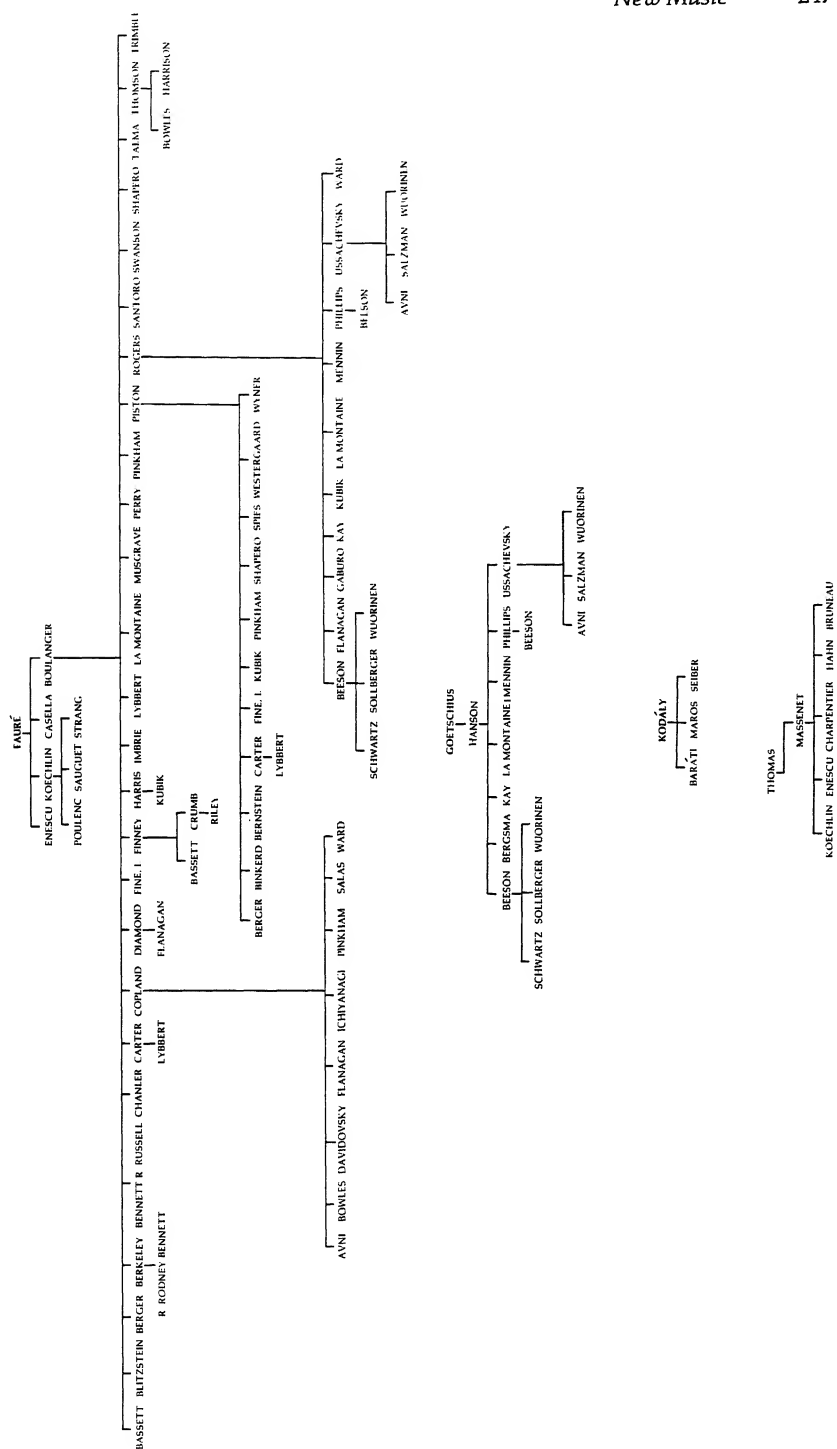 New Music
FAURÉ
ENESCU KOECHLIN CASELLA BOULANGER
POULENC SAUGUET STRANG
BASSETT BLITZSTEIN BERGER BERKELEY BENNETT R RUSSELL CHANLER CARTER COPLAND DIAMOND FINE, I FINNEY HARRIS IMBRIE LYBBERT LA MONTAINE MUSGRAVE PERRY PINKHAM PISTON ROGERS SANTORO SWANSON SHAPERO TALMA THOMSON TRIMBLE
R RODNEY BENNETT
LYBBERT
FLANAGAN
BASSETT CRUMB
RILEY
KUBIK
BOWLES HARRISON
BERGER BINKERD BERNSTEIN CARTER FINE, I KUBIK PINKHAM SHAPERO SPIES WESTERGAARD WYNER
LYBBERT
AVNI BOWLES DAVIDOVSKY FLANAGAN ICHIYANAGI PINKHAM SALAS WARD
BEESON FLANAGAN GABURO KAY KUBIK LA MONTAINE MENNIN PHILLIPS USSACHEVSKY WARD
SCHWARTZ SOLLBERGER WUORINEN
BEESON
AVNI SALZMAN WUORINEN
GOETSCHIUS
HANSON
BEESON BERGSMA KAY LA MONTAINE MENNIN PHILLIPS USSACHEVSKY
SCHWARTZ SOLLBERGER WUORINEN
BEESON
AVNI SALZMAN WUORINEN
KODÁLY
BARÁTI MAROS SEIBER
THOMAS
MASSENET
KOECHLIN ENESCU CHARPENTIER HAHN BRUNEAU